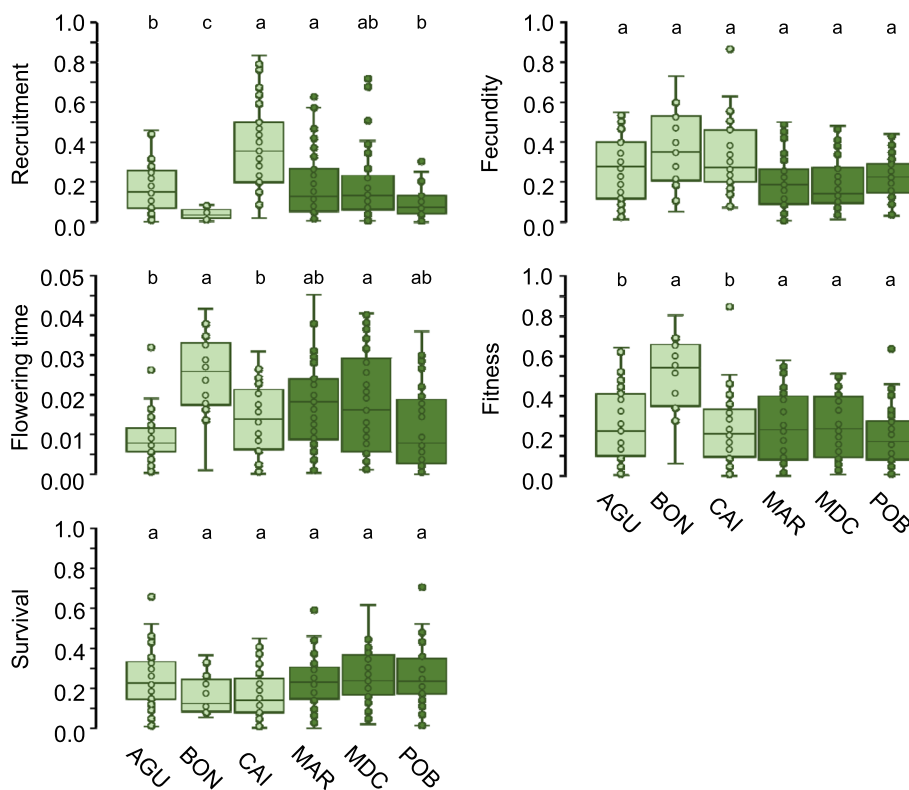 Recruitment
1.0
0.8
0.6
0.4
0.2
0.0
b c a a ab b
Fecundity
1.0
0.8
0.6
0.4
0.2
0.0
a a a a a a
Flowering time
0.05
0.04
0.03
0.02
0.01
0.00
b a b ab a ab
Fitness
1.0
0.8
0.6
0.4
0.2
0.0
b a b a a a
AGU BON CAI MAR MDC POB
Survival
1.0
0.8
0.6
0.4
0.2
0.0
a a a a a a
AGU BON CAI MAR MDC POB